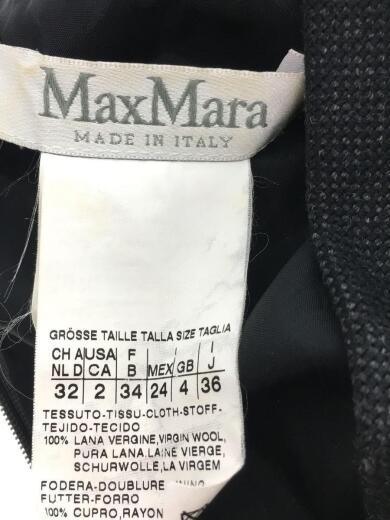 MaxMara
MADE IN ITALY
GRÖSSE TAILLE TALLA SIZE TAGLIA
CH A USA F I
NL D CA B MEX GB J
32 2 34 24 4 36
TESSUTO-TISSU-CLOTH-STOFF-
TEJIDO-TECIDO
100% LANA VERGINE,VIRGIN WOOL,
PURA LANA,LAINE VIERGE,
SCHURWOLLE,LA VIRGEM
FODERA-DOUBLURE
FUTTER-FORRO
100% CUPRO,RAYON